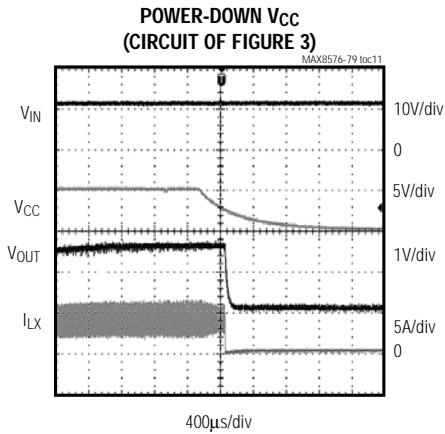 POWER-DOWN VCC
(CIRCUIT OF FIGURE 3)
MAX8576-79 toc11
VIN
10V/div
0
5V/div
VCC
VOUT
1V/div
ILX
5A/div
0
400µs/div